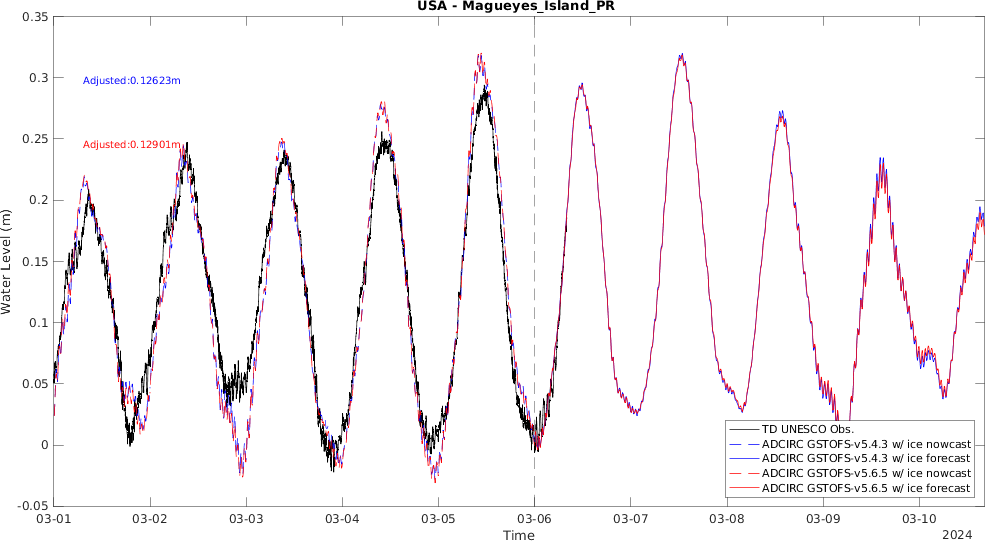 USA - Magueyes_Island_PR
0.35
0.3
0.25
0.2
0.15
0.1
0.05
0
-0.05
Water Level (m)
Adjusted:0.12623m
Adjusted:0.12901m
TD UNESCO Obs.
ADCIRC GSTOFS-v5.4.3 w/ ice nowcast
ADCIRC GSTOFS-v5.4.3 w/ ice forecast
ADCIRC GSTOFS-v5.6.5 w/ ice nowcast
ADCIRC GSTOFS-v5.6.5 w/ ice forecast
03-01 03-02 03-03 03-04 03-05 03-06 03-07 03-08 03-09 03-10
Time
2024